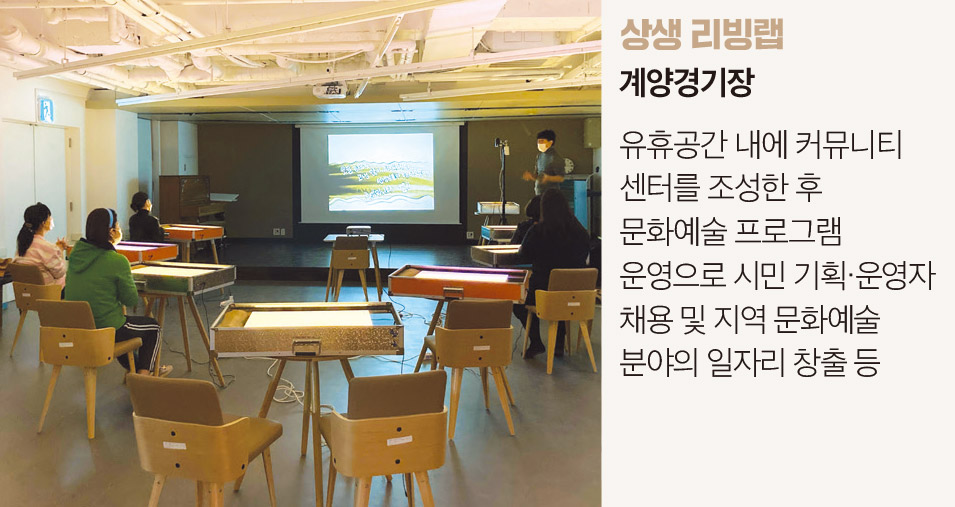 상생 리빙랩
계양경기장
유휴공간 내에 커뮤니티
센터를 조성한 후
문화예술 프로그램
운영으로 시민 기획·운영자
채용 및 지역 문화예술
분야의 일자리 창출 등